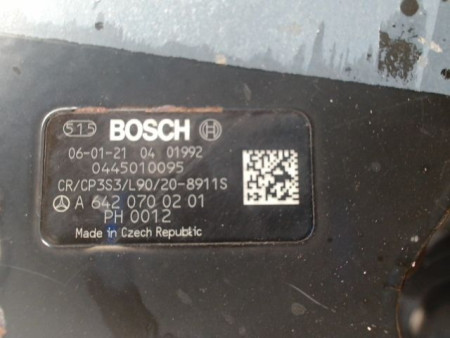 515 BOSCH
06-01-21 04 01992
0445010095
CR/CP3S3/L90/20-8911S
A 642 070 02 01
PH 0012
Made in Czech Republic